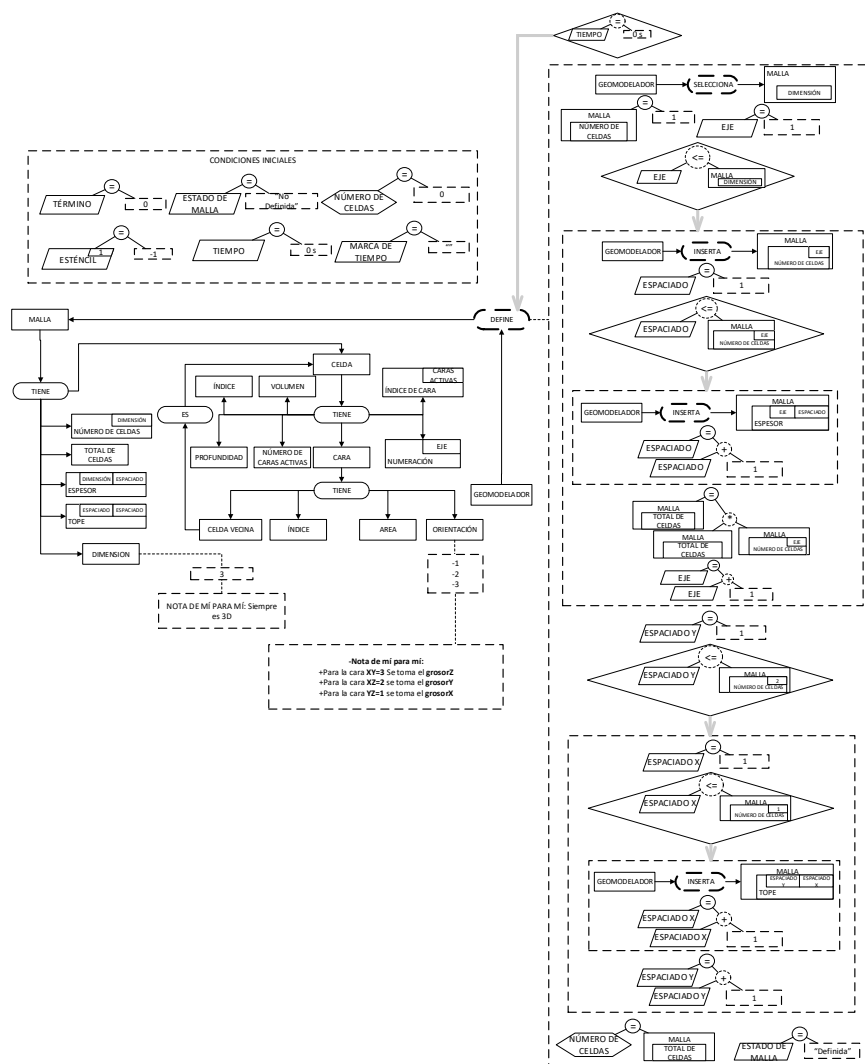 =
TIEMPO
0 s
GEOMODELADOR
SELECCIONA
MALLA
DIMENSIÓN
=
MALLA
NÚMERO DE
CELDAS
1
=
EJE
1
<=
EJE
MALLA
DIMENSIÓN
CONDICIONES INICIALES
=
TÉRMINO
0
=
ESTADO DE
MALLA
"No
Definida"
=
NÚMERO DE
CELDAS
0
=
1
ESTÉNCIL
-1
=
TIEMPO
0 s
=
MARCA DE
TIEMPO
""
GEOMODELADOR
INSERTA
MALLA
EJE
NÚMERO DE CELDAS
=
ESPACIADO
1
<=
ESPACIADO
MALLA
EJE
NÚMERO DE CELDAS
MALLA
DEFINE
TIENE
CELDA
ÍNDICE
VOLUMEN
CARAS
ACTIVAS
ÍNDICE DE CARA
ES
TIENE
DIMENSIÓN
NÚMERO DE CELDAS
TOTAL DE
CELDAS
DIMENSIÓN
ESPACIADO
ESPESOR
ESPACIADO
ESPACIADO
TOPE
DIMENSION
PROFUNDIDAD
NÚMERO DE
CARAS ACTIVAS
CARA
EJE
NUMERACIÓN
TIENE
GEOMODELADOR
CELDA VECINA
ÍNDICE
AREA
ORIENTACIÓN
3
NOTA DE MÍ PARA MÍ: Siempre
es 3D
-1
-2
-3
-Nota de mí para mí:
+Para la cara XY=3 Se toma el grosorZ
+Para la cara XZ=2 se toma el grosorY
+Para la cara YZ=1 se toma el grosorX
GEOMODELADOR
INSERTA
MALLA
EJE
ESPACIADO
ESPESOR
=
ESPACIADO
+
ESPACIADO
1
=
MALLA
TOTAL DE
CELDAS
*
MALLA
TOTAL DE
CELDAS
MALLA
EJE
NÚMERO DE CELDAS
=
EJE
+
EJE
1
=
ESPACIADO Y
1
<=
ESPACIADO Y
MALLA
2
NÚMERO DE CELDAS
=
ESPACIADO X
1
<=
ESPACIADO X
MALLA
1
NÚMERO DE CELDAS
GEOMODELADOR
INSERTA
MALLA
ESPACIADO
Y
ESPACIADO
X
TOPE
=
ESPACIADO X
+
ESPACIADO X
1
=
ESPACIADO Y
+
ESPACIADO Y
1
=
NÚMERO DE
CELDAS
MALLA
TOTAL DE
CELDAS
=
ESTADO DE
MALLA
"Definida"